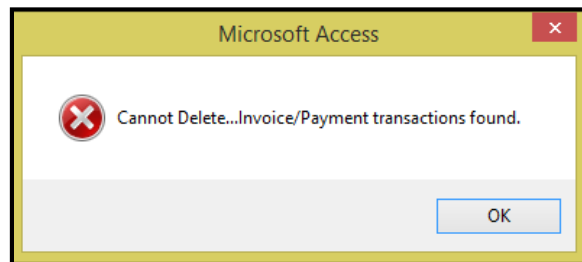 Microsoft Access
Cannot Delete...Invoice/Payment transactions found.
OK